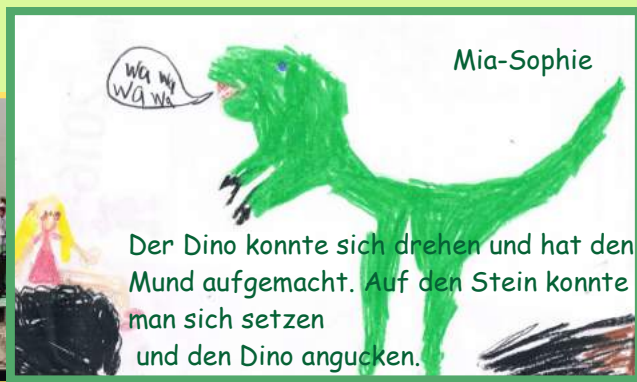 Mia-Sophie
wa wa
wa wa
Der Dino konnte sich drehen und hat den
Mund aufgemacht. Auf den Stein konnte
man sich setzen
und den Dino angucken.